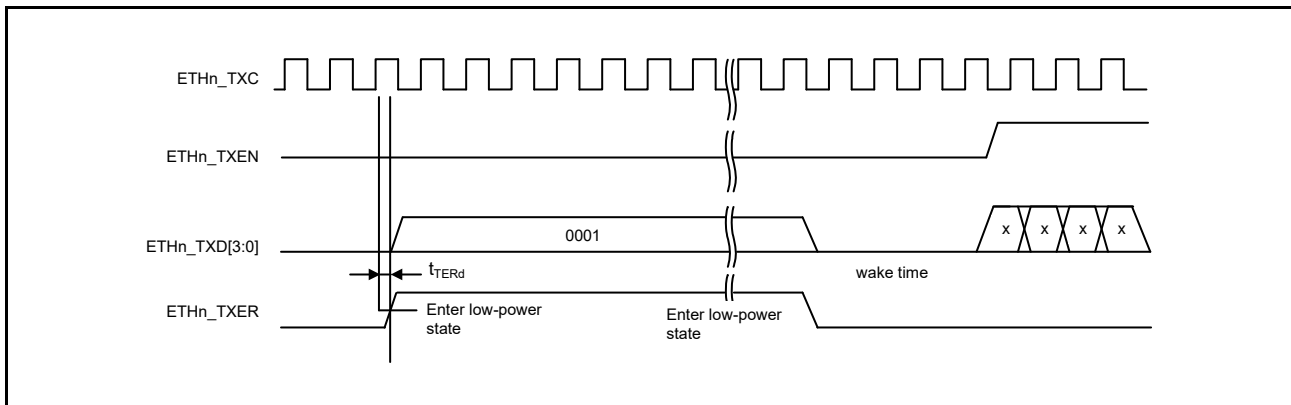 ETHn_TXC
ETHn_TXEN
ETHn_TXD[3:0]
0001
x x x x
tTERd
wake time
ETHn_TXER
Enter low-power
state
Enter low-power
state